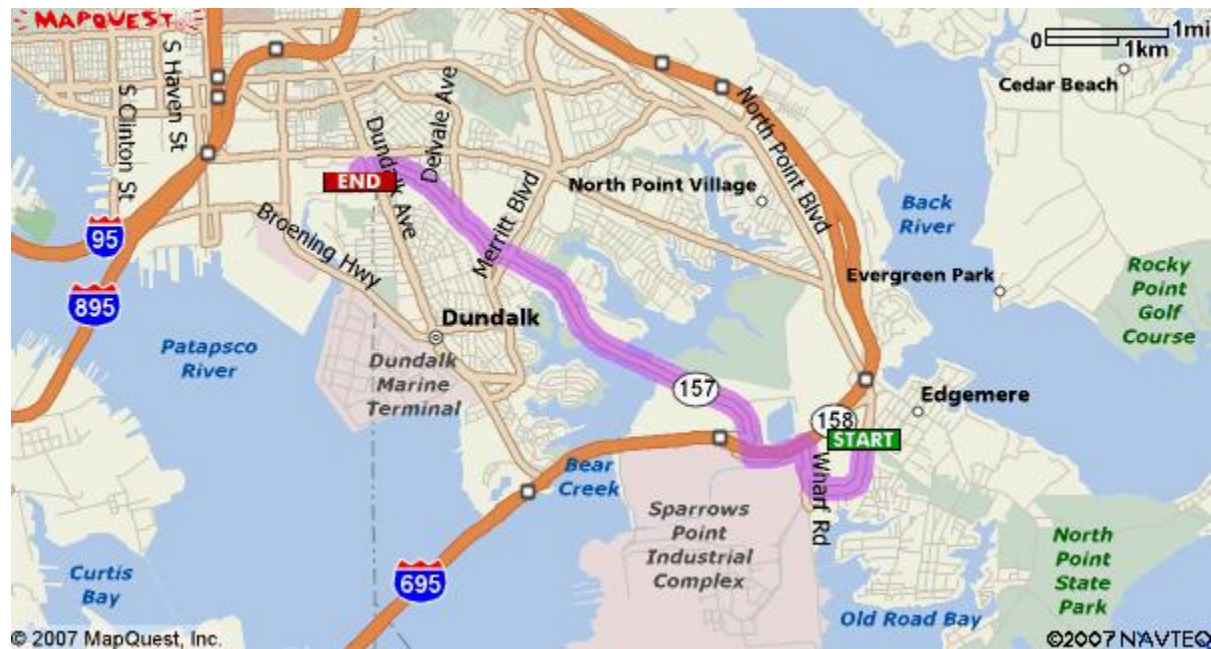 MAPQUEST
0 1mi
1km
Cedar Beach
S Haven St
S Clinton St
Dundalk Ave
Delvale Ave
North Point Blvd
END
Merritt Blvd
North Point Village
Back
River
Broening Hwy
95
Evergreen Park
Rocky
Point
Golf
Course
895
Dundalk
Patapsco
River
Dundalk
Marine
Terminal
157
Edgemere
158
START
Bear
Creek
Wharf Rd
Sparrows
Point
Industrial
Complex
North
Point
State
Park
695
Curtis
Bay
Old Road Bay
© 2007 MapQuest, Inc.
©2007 NAVTEQ